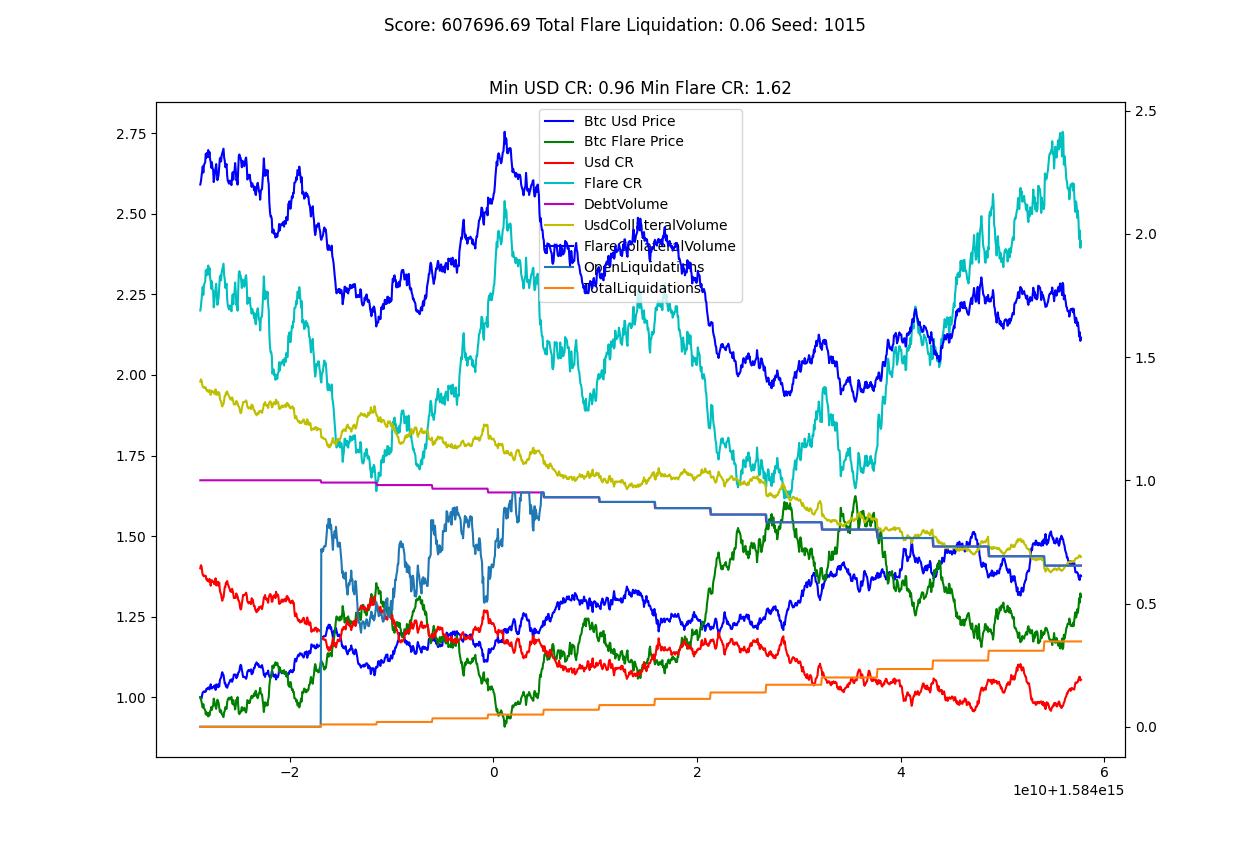 Score: 607696.69 Total Flare Liquidation: 0.06 Seed: 1015
Min USD CR: 0.96 Min Flare CR: 1.62
Btc Usd Price
Btc Flare Price
Usd CR
Flare CR
DebtVolume
UsdCollateralVolume
FlareCollateralVolume
OpenLiquidations
TotalLiquidations
2.75
2.50
2.25
2.00
1.75
1.50
1.25
1.00
2.5
2.0
1.5
1.0
0.5
0.0
−2
0
2
4
6
1e10+1.584e15